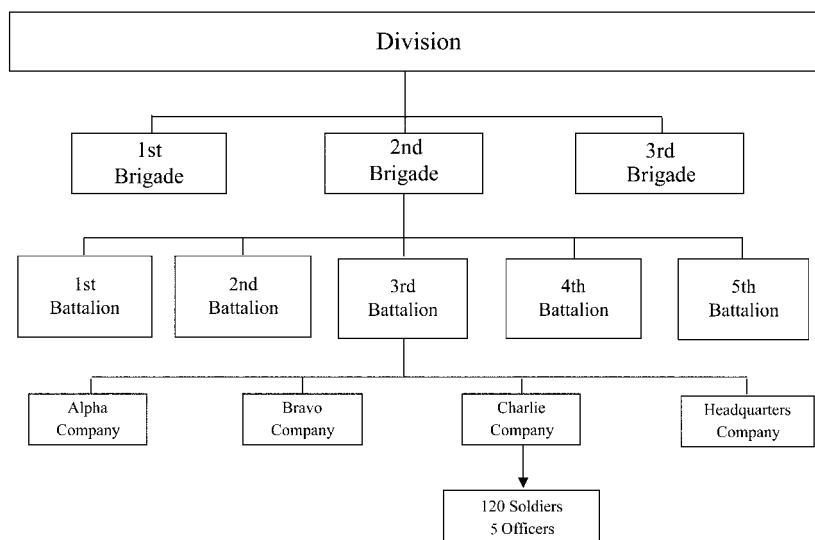 Division
1st
Brigade
2nd
Brigade
3rd
Brigade
1st
Battalion
2nd
Battalion
3rd
Battalion
4th
Battalion
5th
Battalion
Alpha
Company
Bravo
Company
Charlie
Company
Headquarters
Company
120 Soldiers
5 Officers